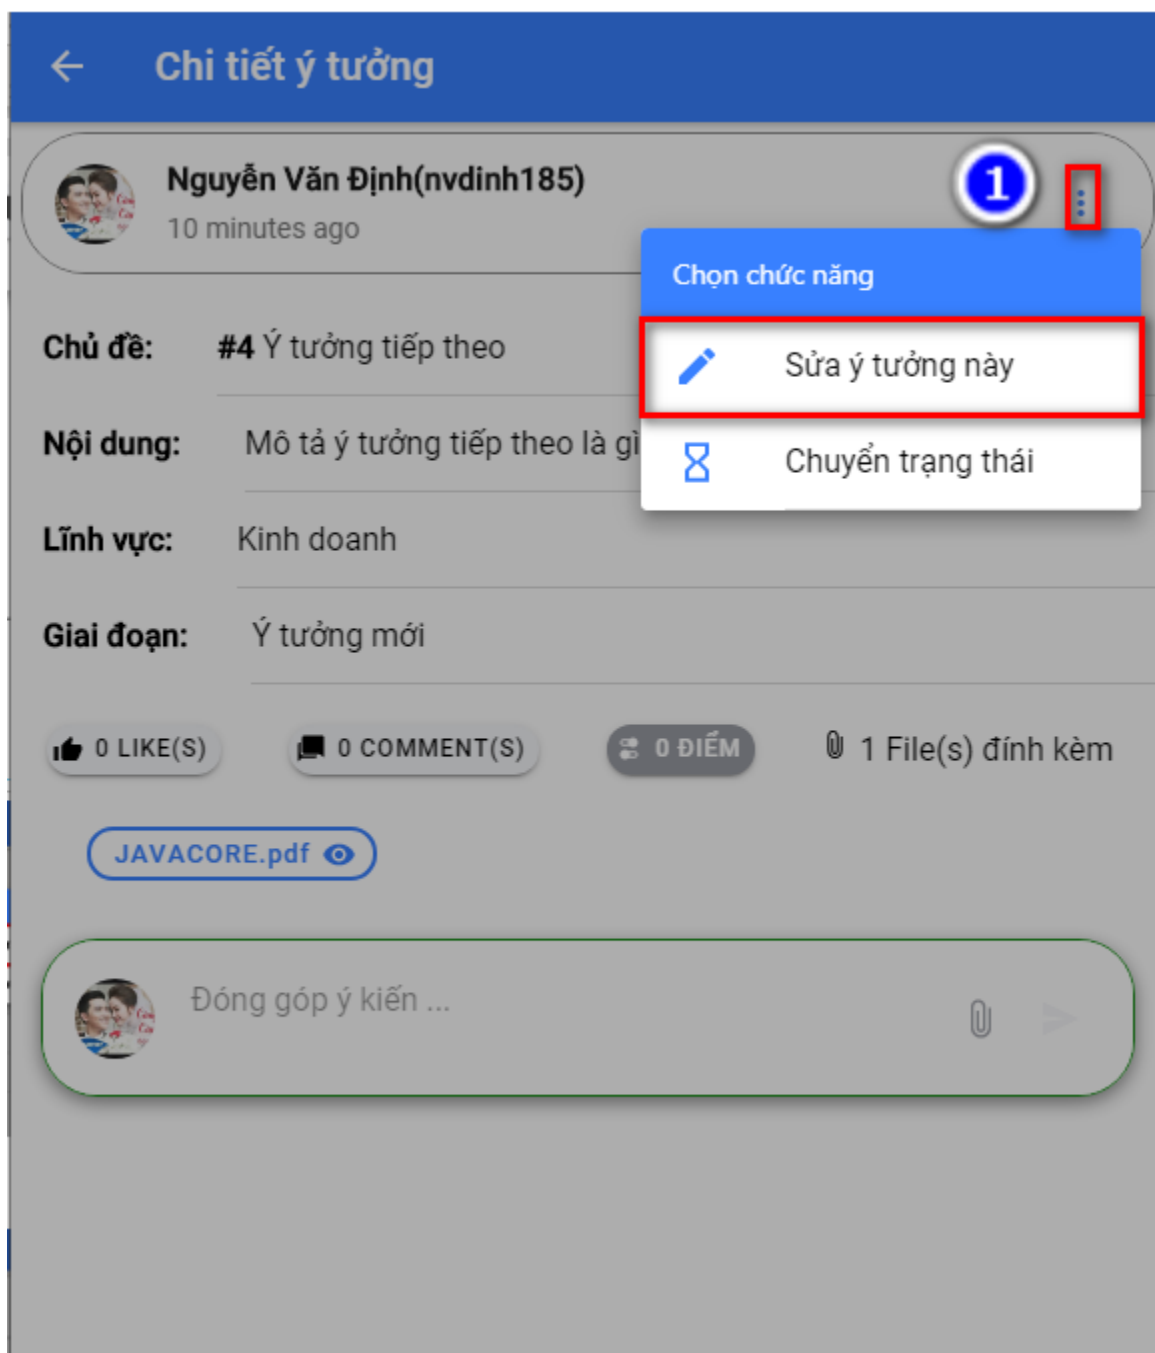 Chi tiết ý tưởng
Nguyễn Văn Định(nvdinh185)
10 minutes ago
1
Chọn chức năng
Sửa ý tưởng này
Chuyển trạng thái
Chủ đề: #4 Ý tưởng tiếp theo
Nội dung: Mô tả ý tưởng tiếp theo là gì
Lĩnh vực: Kinh doanh
Giai đoạn: Ý tưởng mới
0 LIKE(S) 0 COMMENT(S) 0 ĐIỂM 1 File(s) đính kèm
JAVACORE.pdf
Đóng góp ý kiến ...